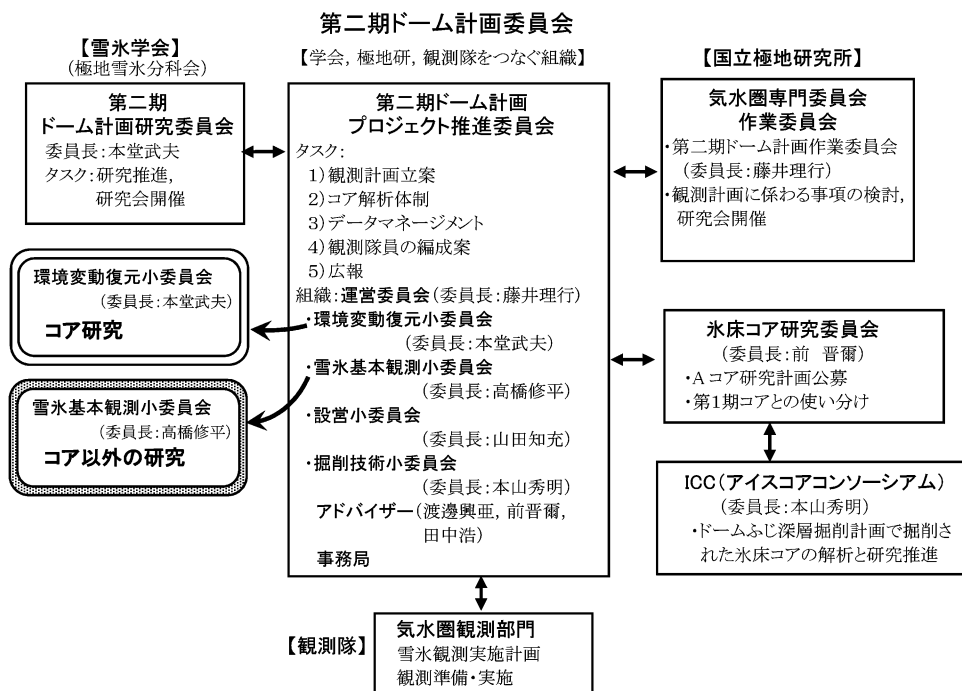 第二期ドーム計画委員会
【学会, 極地研, 観測隊をつなぐ組織】
【雪氷学会】
(極地雪氷分科会)
第二期
ドーム計画研究委員会
委員長:本堂武夫
タスク:研究推進,
研究会開催
環境変動復元小委員会
(委員長:本堂武夫)
コア研究
雪氷基本観測小委員会
(委員長:高橋修平)
コア以外の研究
第二期ドーム計画
プロジェクト推進委員会
タスク:
1)観測計画立案
2)コア解析体制
3)データマネージメント
4)観測隊員の編成案
5)広報
組織:運営委員会(委員長:藤井理行)
・環境変動復元小委員会
(委員長:本堂武夫)
・雪氷基本観測小委員会
(委員長:高橋修平)
・設営小委員会
(委員長:山田知充)
・掘削技術小委員会
(委員長:本山秀明)
アドバイザー(渡邊興亜, 前晋爾,
田中浩)
事務局
【国立極地研究所】
気水圏専門委員会
作業委員会
・第二期ドーム計画作業委員会
(委員長:藤井理行)
・観測計画に係わる事項の検討,
研究会開催
氷床コア研究委員会
(委員長:前 晋爾)
・Aコア研究計画公募
・第1期コアとの使い分け
ICC(アイスコアコンソーシアム)
(委員長:本山秀明)
・ドームふじ深層掘削計画で掘削さ
れた氷床コアの解析と研究推進
【観測隊】
気水圏観測部門
雪氷観測実施計画
観測準備・実施